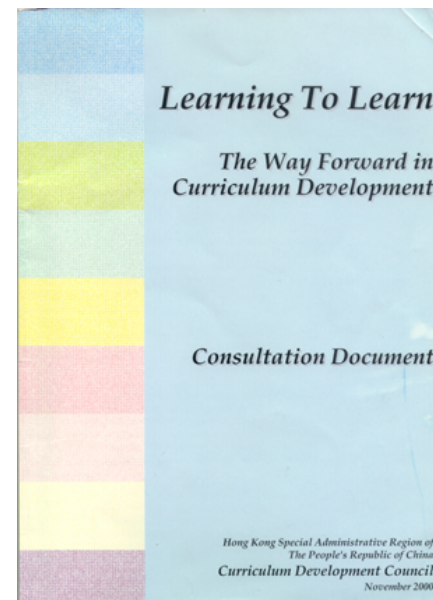 Learning To Learn
The Way Forward in
Curriculum Development
Consultation Document
Hong Kong Special Administrative Region of
The People's Republic of China
Curriculum Development Council
November 2000